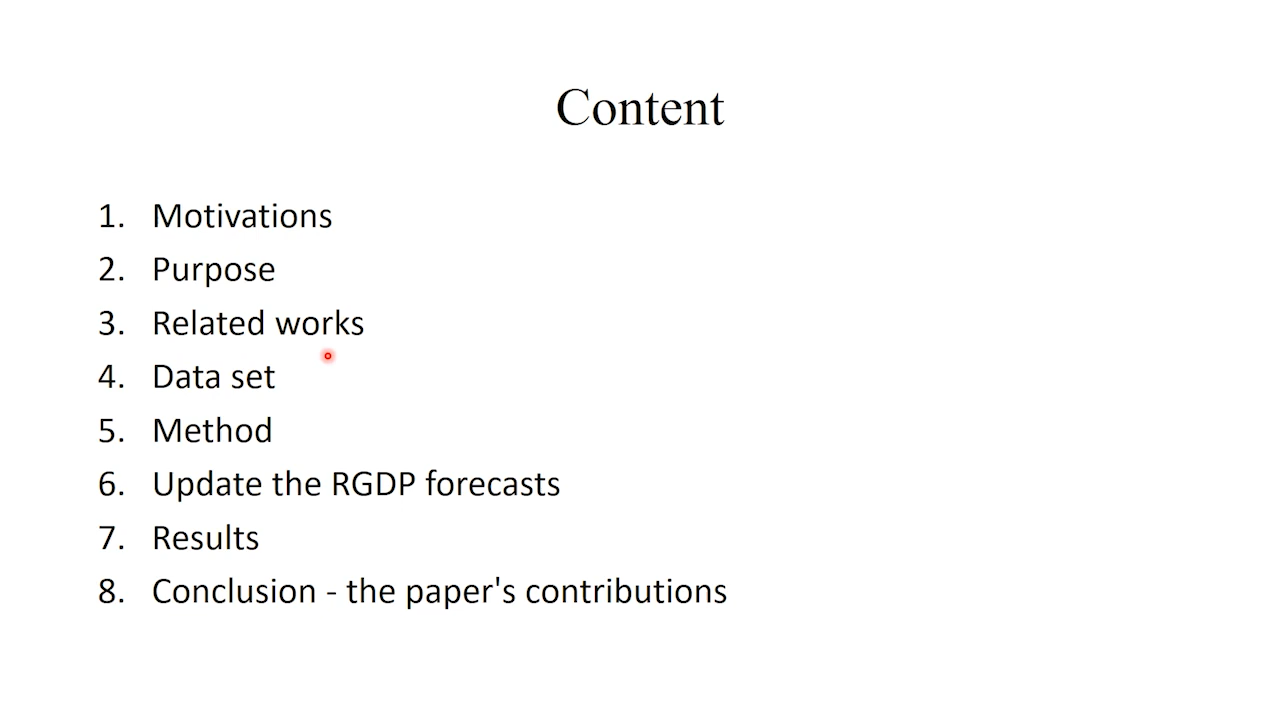 Content
1. Motivations
2. Purpose
3. Related works
4. Data set
5. Method
6. Update the RGDP forecasts
7. Results
8. Conclusion - the paper's contributions